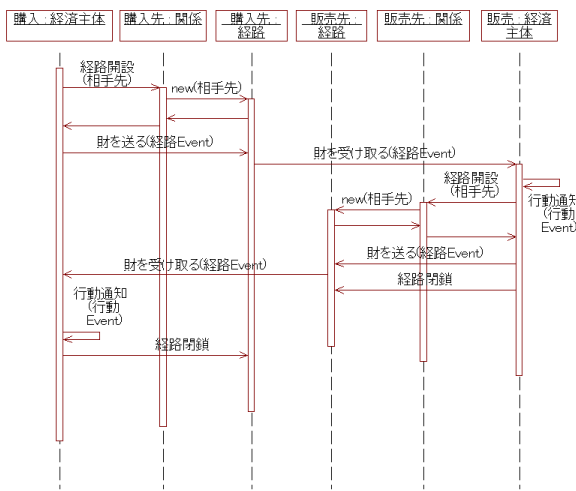 購入 : 経済主体
購入先 : 関係
購入先 :
経路
販売先 :
経路
販売先 : 関係
販売 : 経済
主体
経路開設
(相手先)
new(相手先)
財を送る(経路Event)
財を受け取る(経路Event)
経路開設
(相手先)
行動通知
(行動
Event)
new(相手先)
財を送る(経路Event)
財を受け取る(経路Event)
経路閉鎖
行動通知
(行動
Event)
経路閉鎖